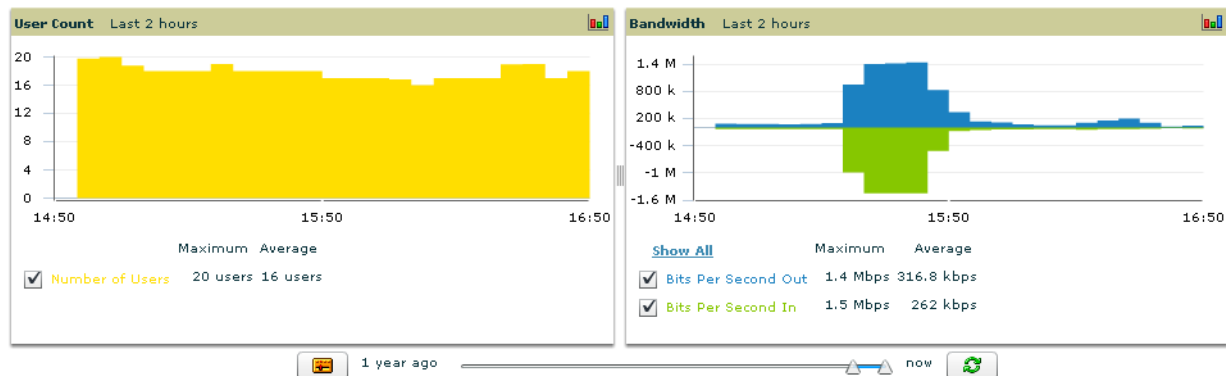 User Count Last 2 hours
20
16
12
8
4
0
14:50 15:50 16:50
Maximum Average
Number of Users 20 users 16 users
Bandwidth Last 2 hours
1.4 M
800 k
200 k
-400 k
-1 M
-1.6 M
14:50 15:50 16:50
Show All Maximum Average
Bits Per Second Out 1.4 Mbps 316.8 kbps
Bits Per Second In 1.5 Mbps 262 kbps
1 year ago now